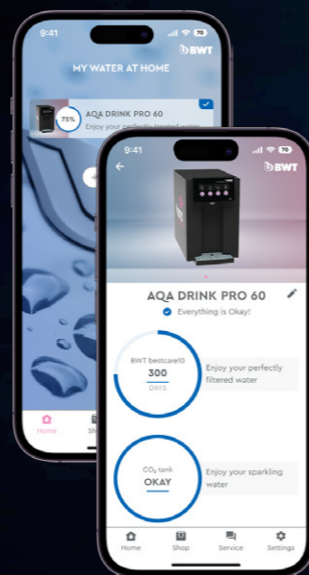 9:41
78
BWT
MY WATER AT HOME
75%
AQA DRINK PRO 60
Enjoy your perfectly treated water
Home
9:41
78
BWT
AQA DRINK PRO 60
Everything is Okay!
BWT bestcare10
300
DAYS
Enjoy your perfectly
filtered water
CO₂ tank
OKAY
Enjoy your sparkling
water
Home
Shop
Service
Settings